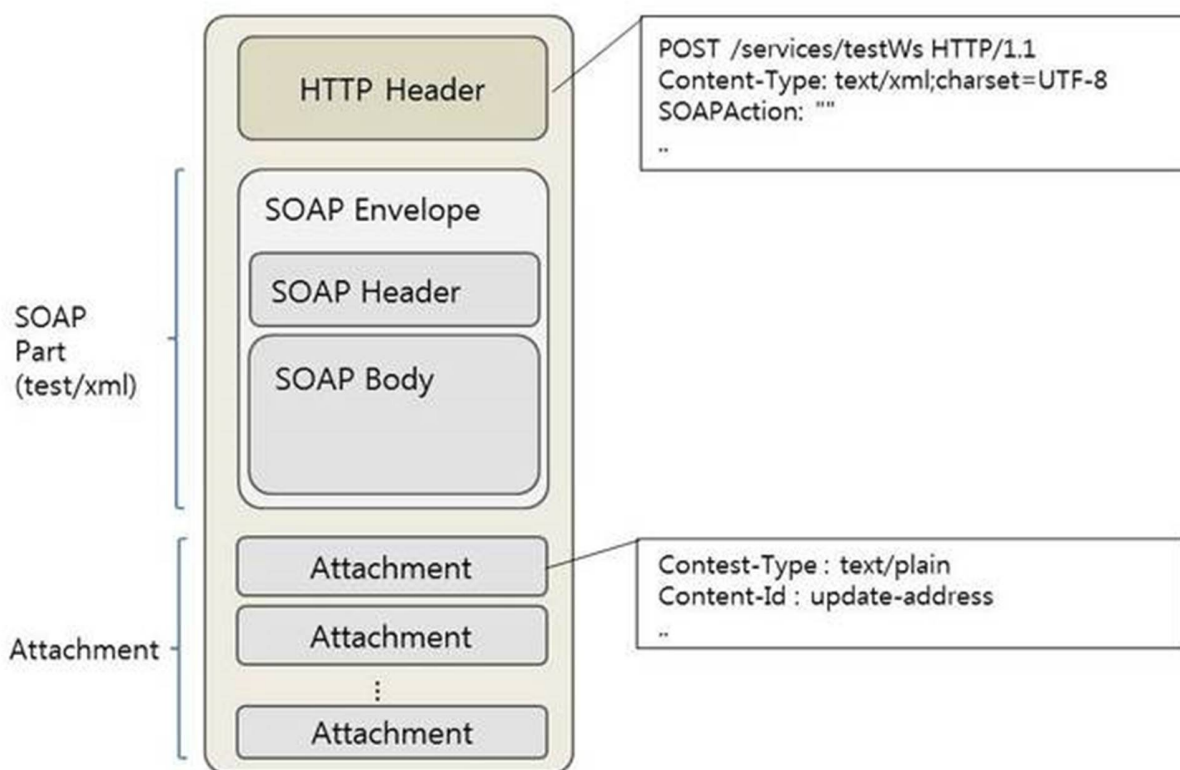 HTTP Header
POST /services/testWs HTTP/1.1
Content-Type: text/xml;charset=UTF-8
SOAPAction: ""
..
SOAP
Part
(test/xml)
SOAP Envelope
SOAP Header
SOAP Body
Attachment
Attachment
Attachment
⋮
Attachment
Contest-Type : text/plain
Content-Id : update-address
..